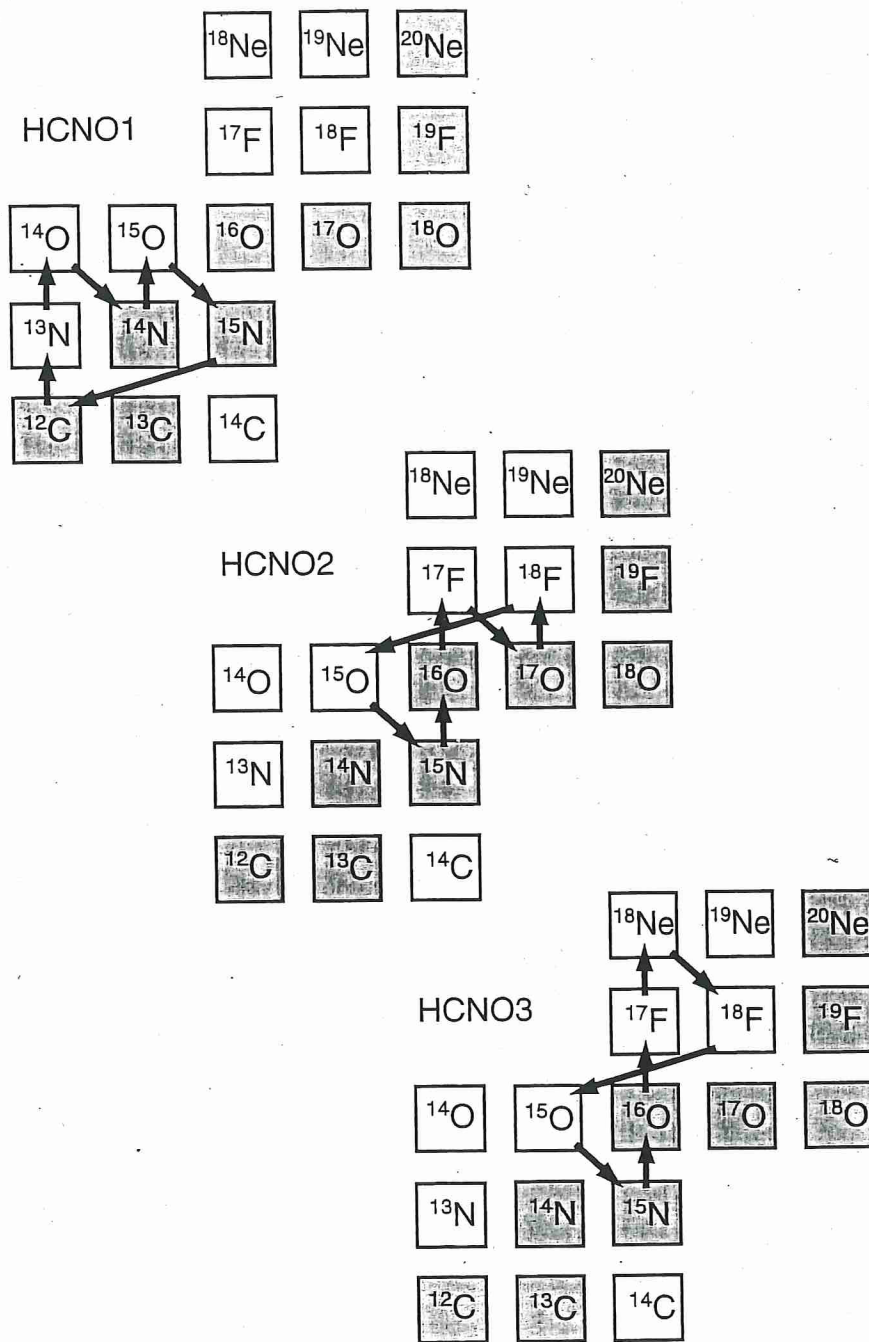 ¹⁸Ne ¹⁹Ne ²⁰Ne
HCNO1 ¹⁷F ¹⁸F ¹⁹F
¹⁴O ¹⁵O ¹⁶O ¹⁷O ¹⁸O
¹³N ¹⁴N ¹⁵N
¹²C ¹³C ¹⁴C
¹⁸Ne ¹⁹Ne ²⁰Ne
HCNO2 ¹⁷F ¹⁸F ¹⁹F
¹⁴O ¹⁵O ¹⁶O ¹⁷O ¹⁸O
¹³N ¹⁴N ¹⁵N
¹²C ¹³C ¹⁴C
¹⁸Ne ¹⁹Ne ²⁰Ne
HCNO3 ¹⁷F ¹⁸F ¹⁹F
¹⁴O ¹⁵O ¹⁶O ¹⁷O ¹⁸O
¹³N ¹⁴N ¹⁵N
¹²C ¹³C ¹⁴C